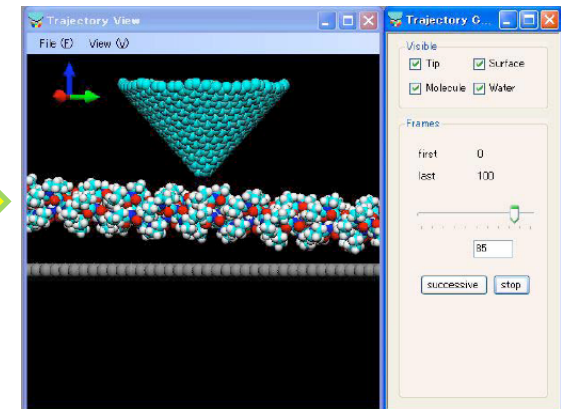 Trajectory View
File (F) View (V)
Trajectory C...
Visible
Tip Surface
Molecule Water
Frames
first 0
last 100
85
successive stop